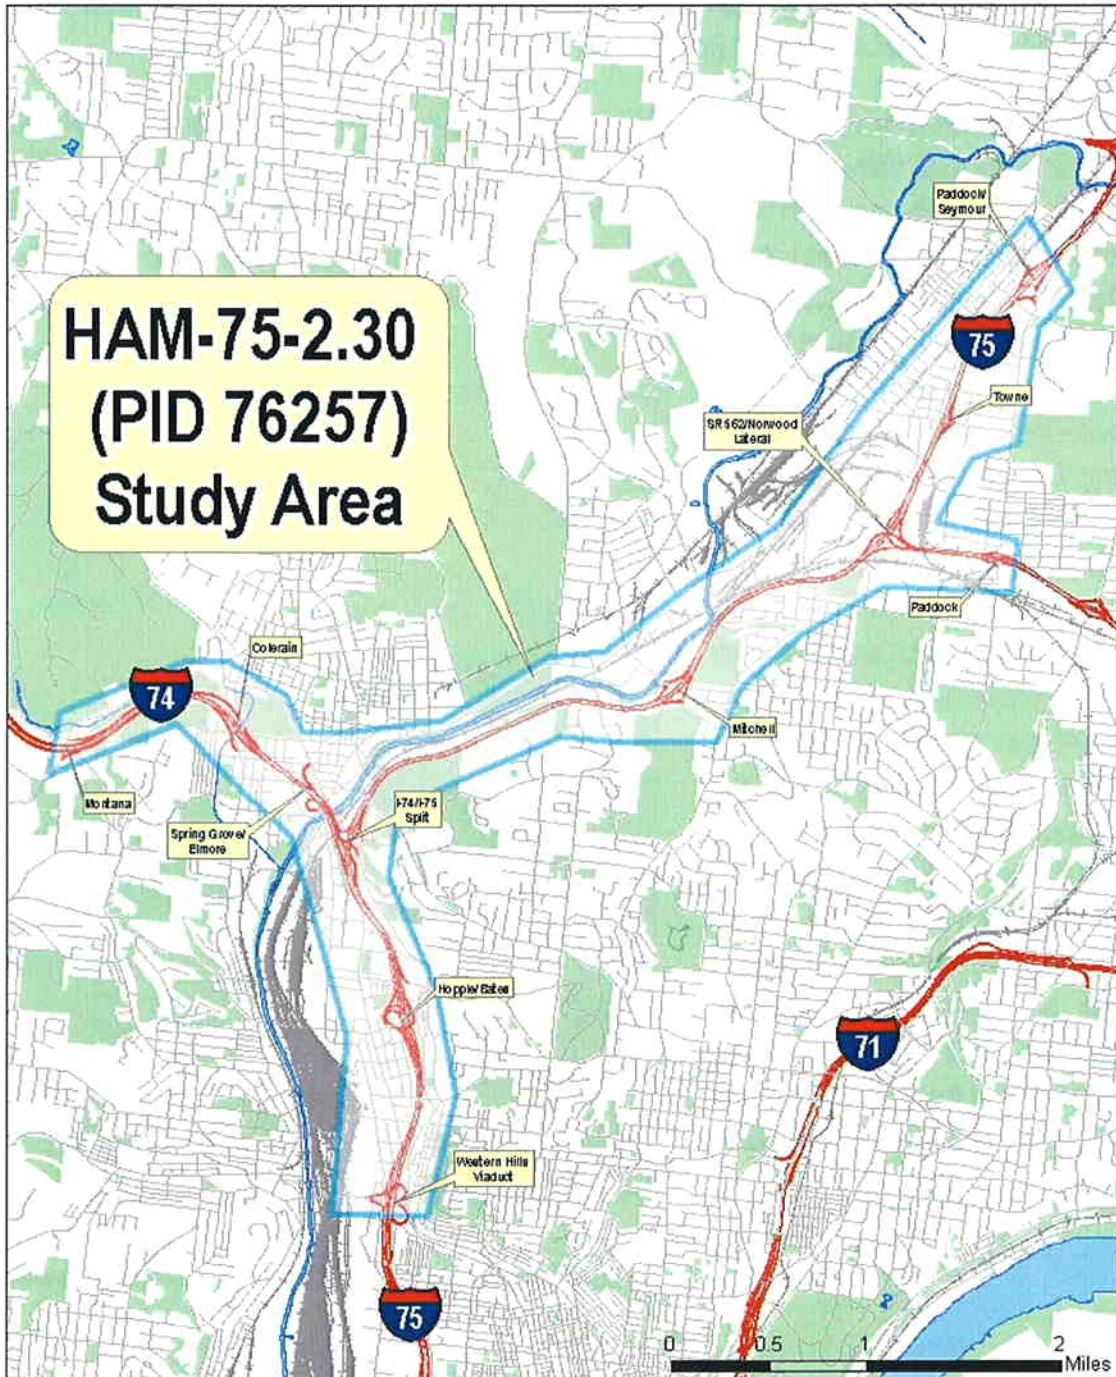 HAM-75-2.30
(PID 76257)
Study Area
Paddock/
Seymour
75
Towne
SR 562/Norwood
Lateral
Paddock
Colerain
74
Mitchell
Montana
I-74/I-75
Split
Spring Grove/
Elmore
Hopple/Bates
71
Western Hills
Viaduct
75
0 0.5 1 2
Miles